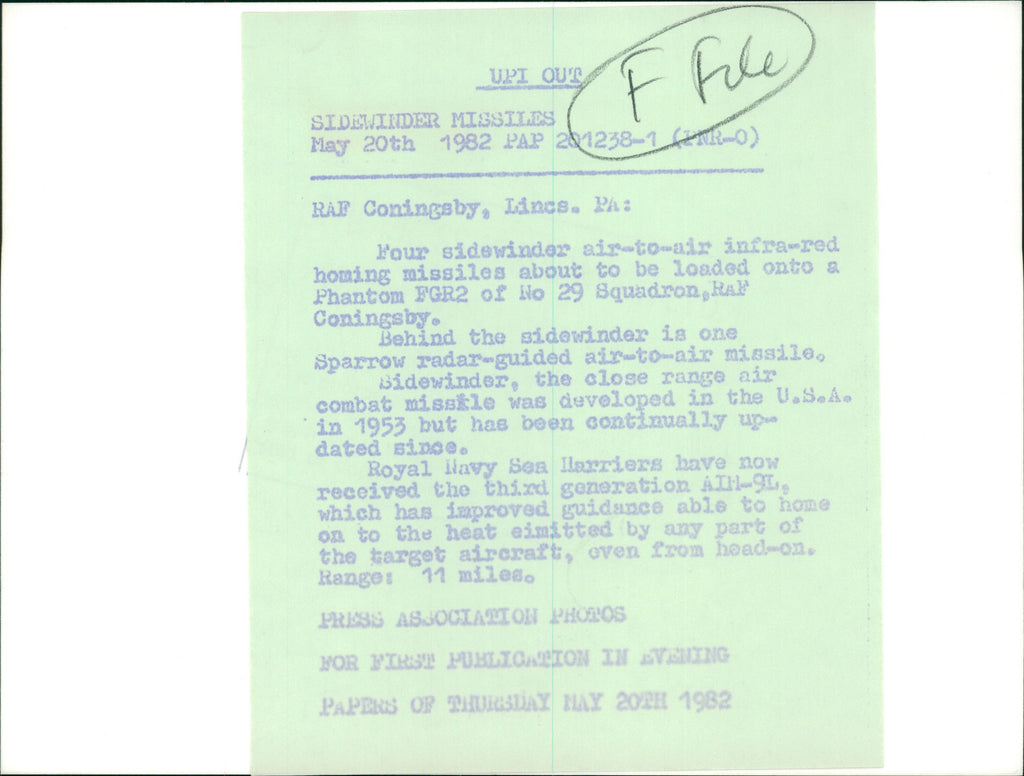 UPI OUT
F File
SIDEWINDER MISSILES
May 20th 1982 PAP 201238-1 (PNR-O)
RAF Coningsby, Lincs. PA:
Four sidewinder air-to-air infra-red
homing missiles about to be loaded onto a
Phantom FGR2 of No 29 Squadron,RAF
Coningsby.
Behind the sidewinder is one
Sparrow radar-guided air-to-air missile.
Sidewinder, the close range air
combat missile was developed in the U.S.A.
in 1953 but has been continually up-
dated since.
Royal Navy Sea Harriers have now
received the third generation AIM-9L,
which has improved guidance able to home
on to the heat eimitted by any part of
the target aircraft, even from head-on.
Range: 11 miles.
PRESS ASSOCIATION PHOTOS
FOR FIRST PUBLICATION IN EVENING
PAPERS OF THURSDAY MAY 20TH 1982